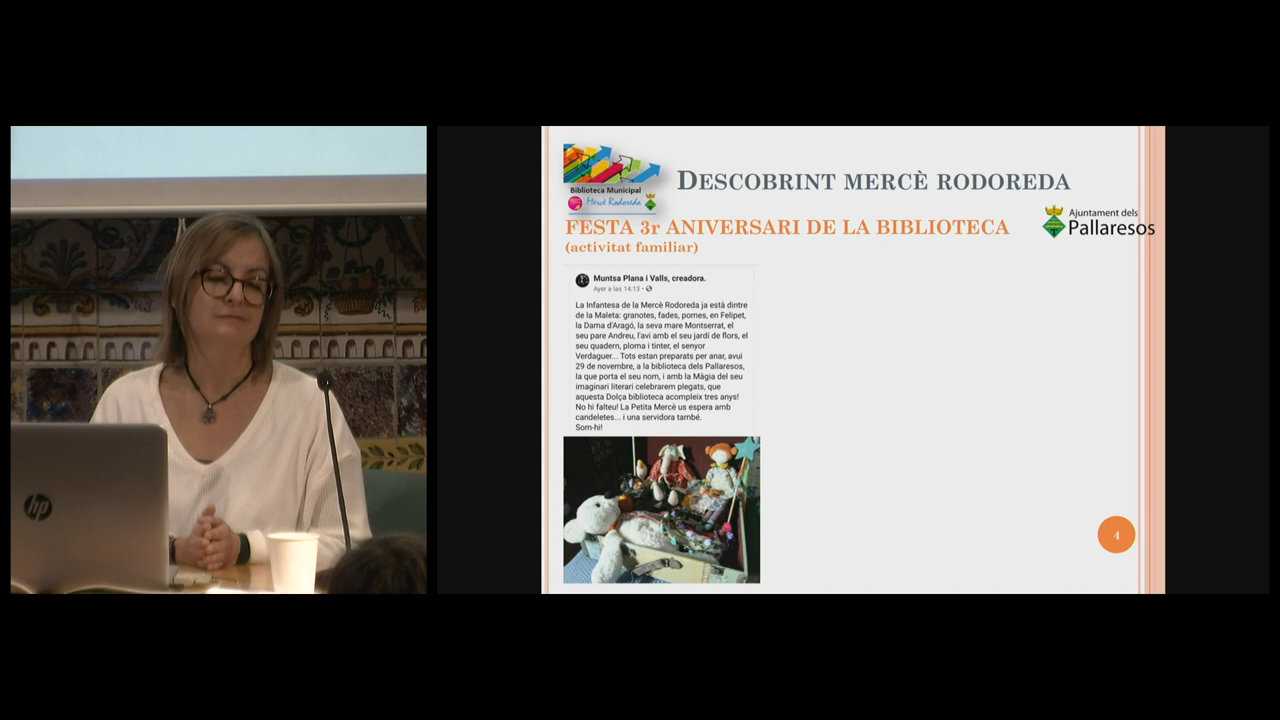 hp
Biblioteca Municipal
Mercè Rodoreda
DESCOBRINT MERCÈ RODOREDA
FESTA 3r ANIVERSARI DE LA BIBLIOTECA
(activitat familiar)
Ajuntament dels
Pallaresos
Muntsa Plana i Valls, creadora.
Ayer a las 14:13 ·
La Infantesa de la Mercè Rodoreda ja està dintre
de la Maleta: granotes, fades, pomes, en Felipet,
la Dama d'Aragó, la seva mare Montserrat, el
seu pare Andreu, l'avi amb el seu jardí de flors, el
seu quadern, ploma i tinter, el senyor
Verdaguer... Tots estan preparats per anar, avui
29 de novembre, a la biblioteca dels Pallaresos,
la que porta el seu nom, i amb la Màgia del seu
imaginari literari celebrarem plegats, que
aquesta Dolça biblioteca acompleix tres anys!
No hi falteu! La Petita Mercè us espera amb
candeletes... i una servidora també.
Som-hi!
4